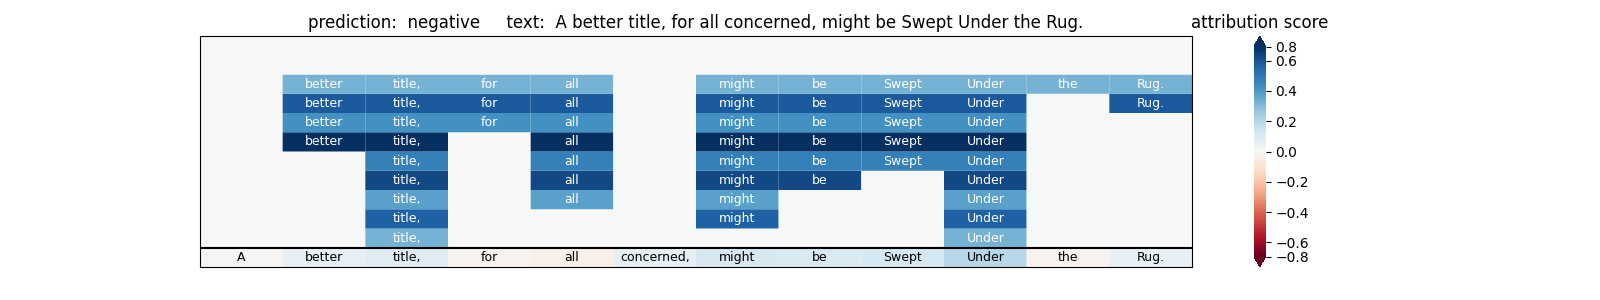 prediction:  negative     text:  A better title, for all concerned, might be Swept Under the Rug.
attribution score
better title, for all might be Swept Under the Rug.
better title, for all might be Swept Under Rug.
better title, for all might be Swept Under
better title, all might be Swept Under
title, all might be Swept Under
title, all might be Under
title, all might Under
title, might Under
title, Under
A better title, for all concerned, might be Swept Under the Rug.
0.8
0.6
0.4
0.2
0.0
−0.2
−0.4
−0.6
−0.8